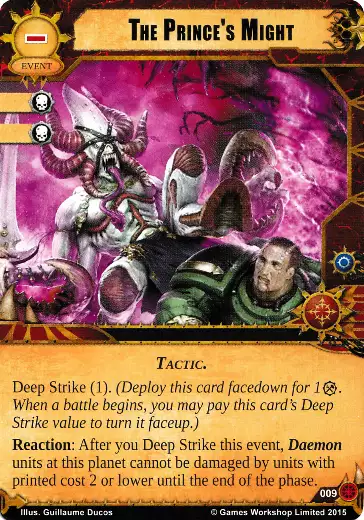 The Prince's Might
EVENT
Tactic.
Deep Strike (1). (Deploy this card facedown for 1
When a battle begins, you may pay this card's Deep
Strike value to turn it faceup.)
Reaction: After you Deep Strike this event, Daemon
units at this planet cannot be damaged by units with
printed cost 2 or lower until the end of the phase.
009
Illus. Guillaume Ducos
© Games Workshop Limited 2015